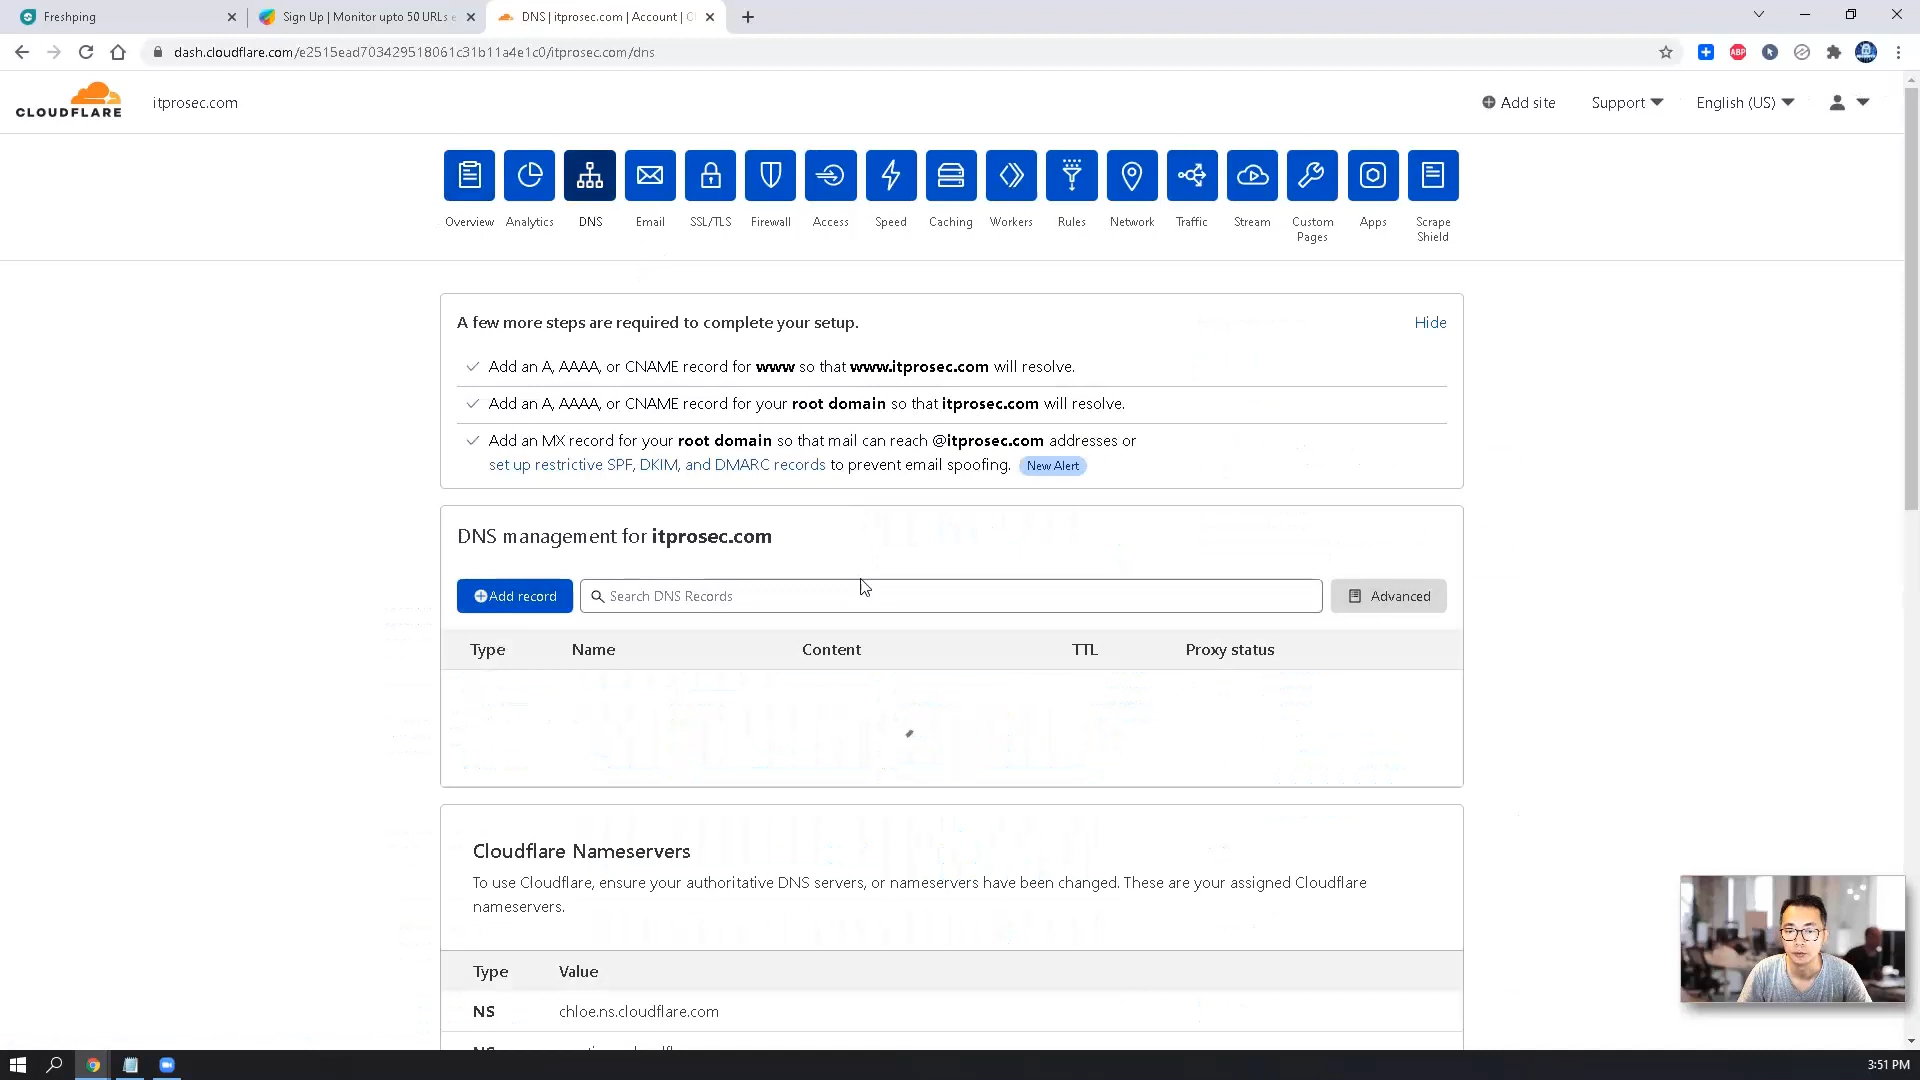 Freshping
Sign Up | Monitor upto 50 URLs e
DNS | itprosec.com | Account | C
dash.cloudflare.com/e2515ead703429518061c31b11a4e1c0/itprosec.com/dns
ABP
CLOUDFLARE
itprosec.com
Add site
Support
English (US)
Overview
Analytics
DNS
Email
SSL/TLS
Firewall
Access
Speed
Caching
Workers
Rules
Network
Traffic
Stream
Custom Pages
Apps
Scrape Shield
A few more steps are required to complete your setup.
Hide
Add an A, AAAA, or CNAME record for www so that www.itprosec.com will resolve.
Add an A, AAAA, or CNAME record for your root domain so that itprosec.com will resolve.
Add an MX record for your root domain so that mail can reach @itprosec.com addresses or
set up restrictive SPF, DKIM, and DMARC records to prevent email spoofing. New Alert
DNS management for itprosec.com
Add record
Search DNS Records
Advanced
Type Name Content TTL Proxy status
Cloudflare Nameservers
To use Cloudflare, ensure your authoritative DNS servers, or nameservers have been changed. These are your assigned Cloudflare
nameservers.
Type Value
NS chloe.ns.cloudflare.com
NS
3:51 PM